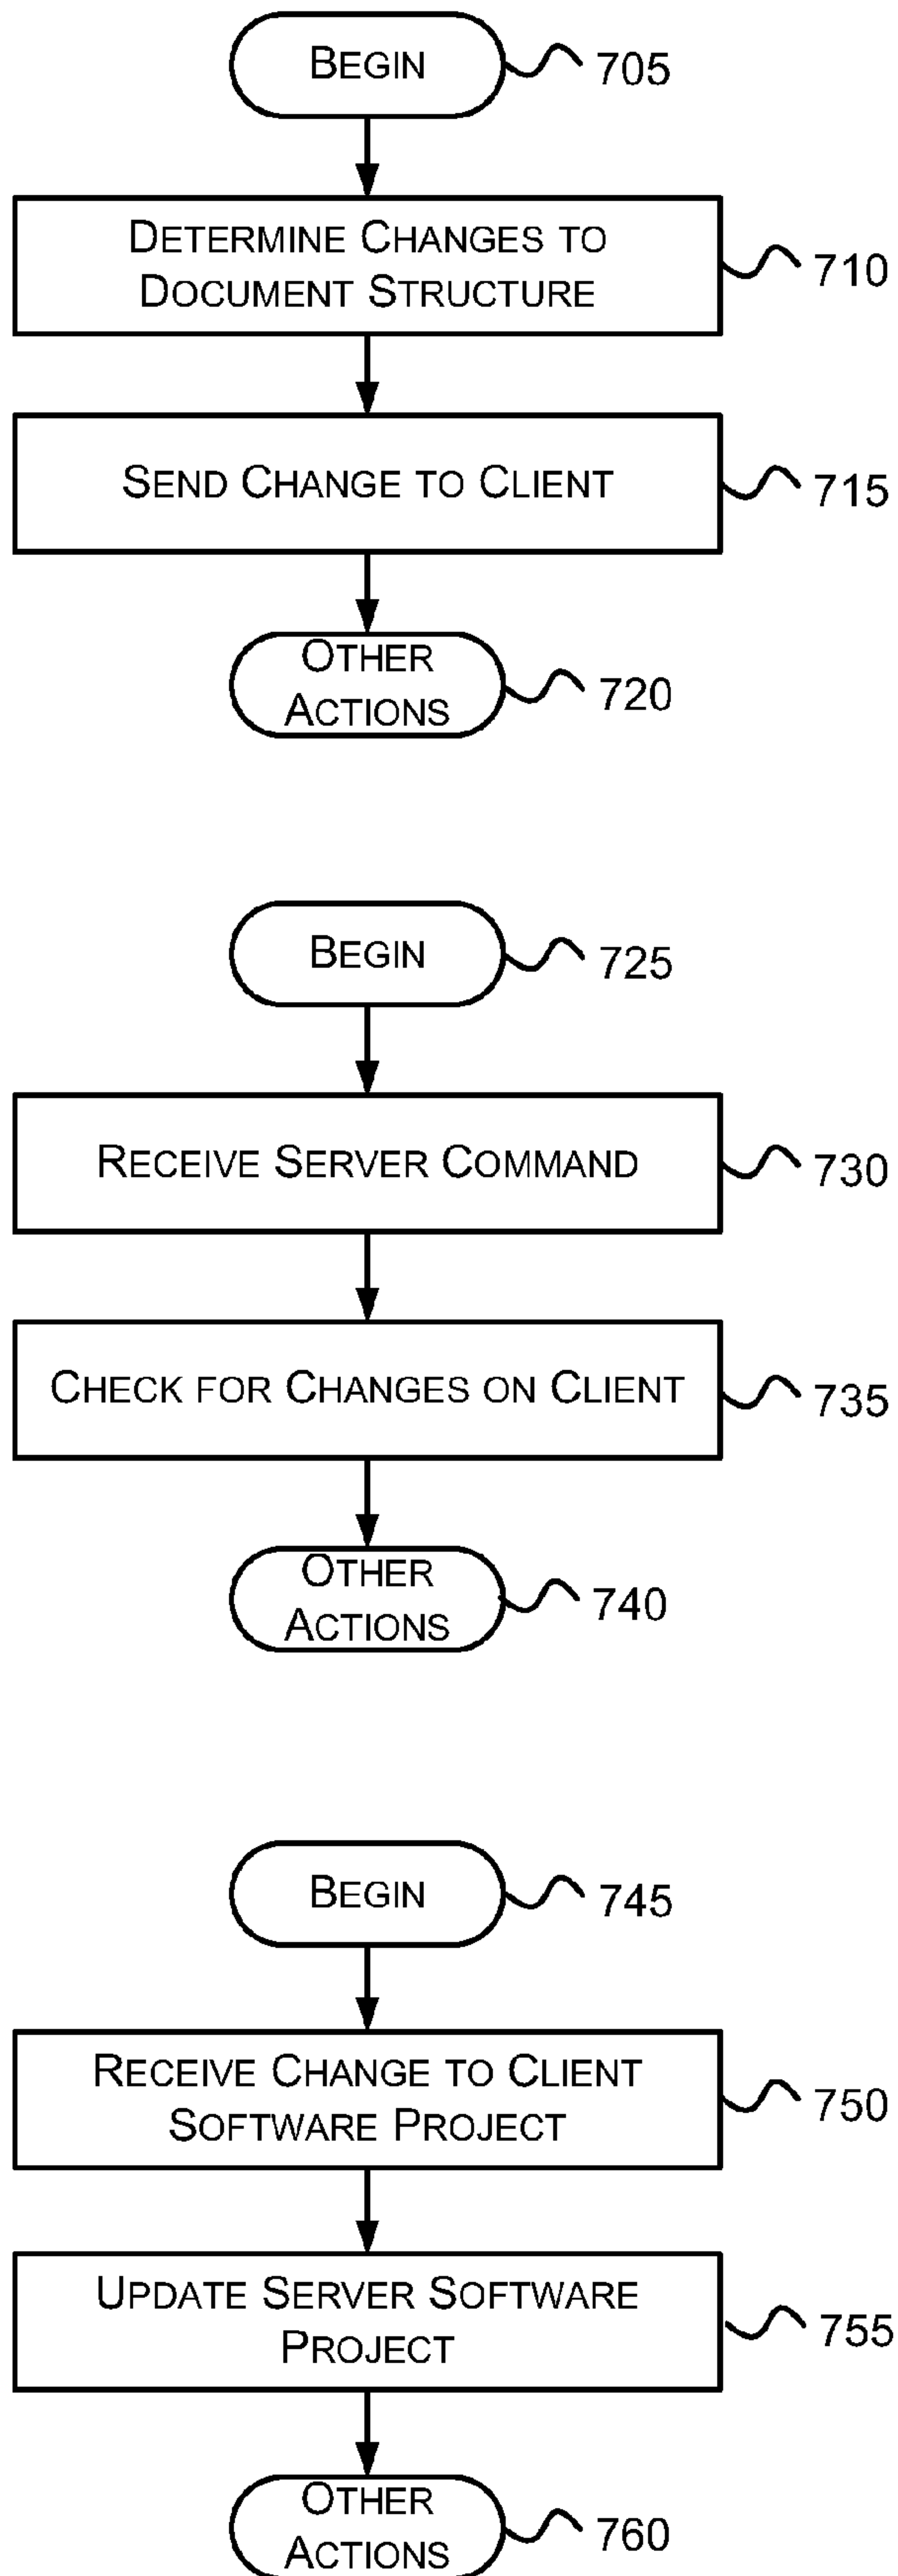 BEGIN
705
DETERMINE CHANGES TO
DOCUMENT STRUCTURE
710
SEND CHANGE TO CLIENT
715
OTHER
ACTIONS
720
BEGIN
725
RECEIVE SERVER COMMAND
730
CHECK FOR CHANGES ON CLIENT
735
OTHER
ACTIONS
740
BEGIN
745
RECEIVE CHANGE TO CLIENT
SOFTWARE PROJECT
750
UPDATE SERVER SOFTWARE
PROJECT
755
OTHER
ACTIONS
760